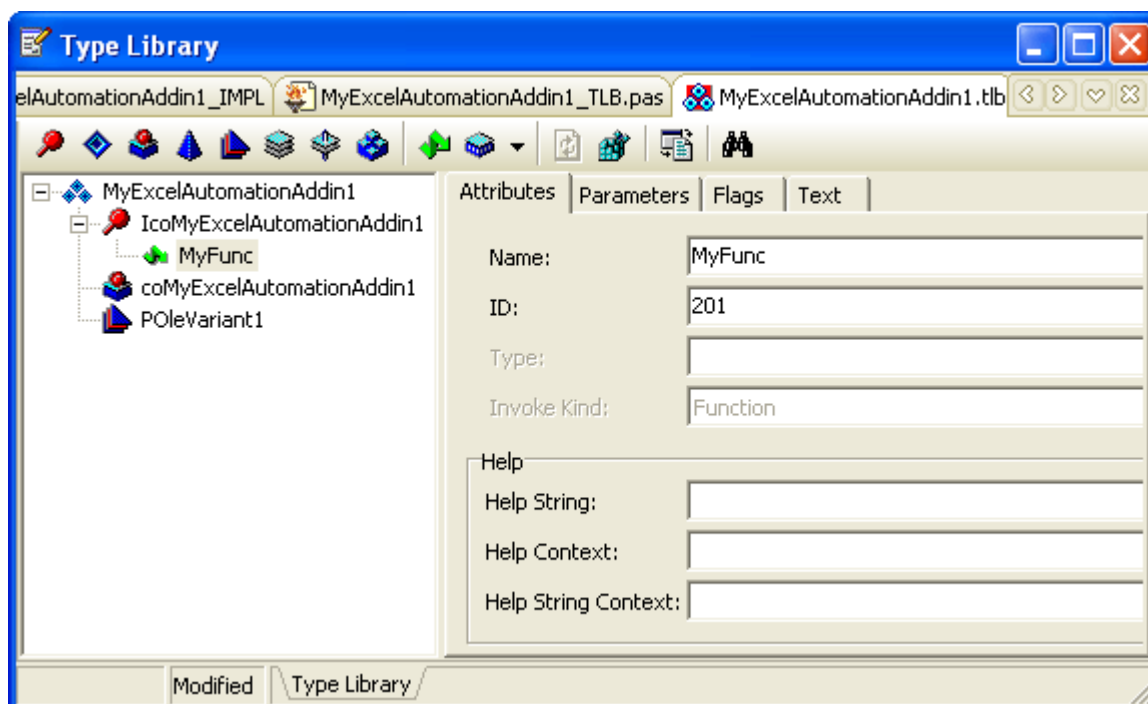 Type Library
elAutomationAddin1_IMPL MyExcelAutomationAddin1_TLB.pas MyExcelAutomationAddin1.tlb
MyExcelAutomationAddin1
IcoMyExcelAutomationAddin1
MyFunc
coMyExcelAutomationAddin1
POleVariant1
Attributes Parameters Flags Text
Name: MyFunc
ID: 201
Type:
Invoke Kind: Function
Help
Help String:
Help Context:
Help String Context:
Modified Type Library